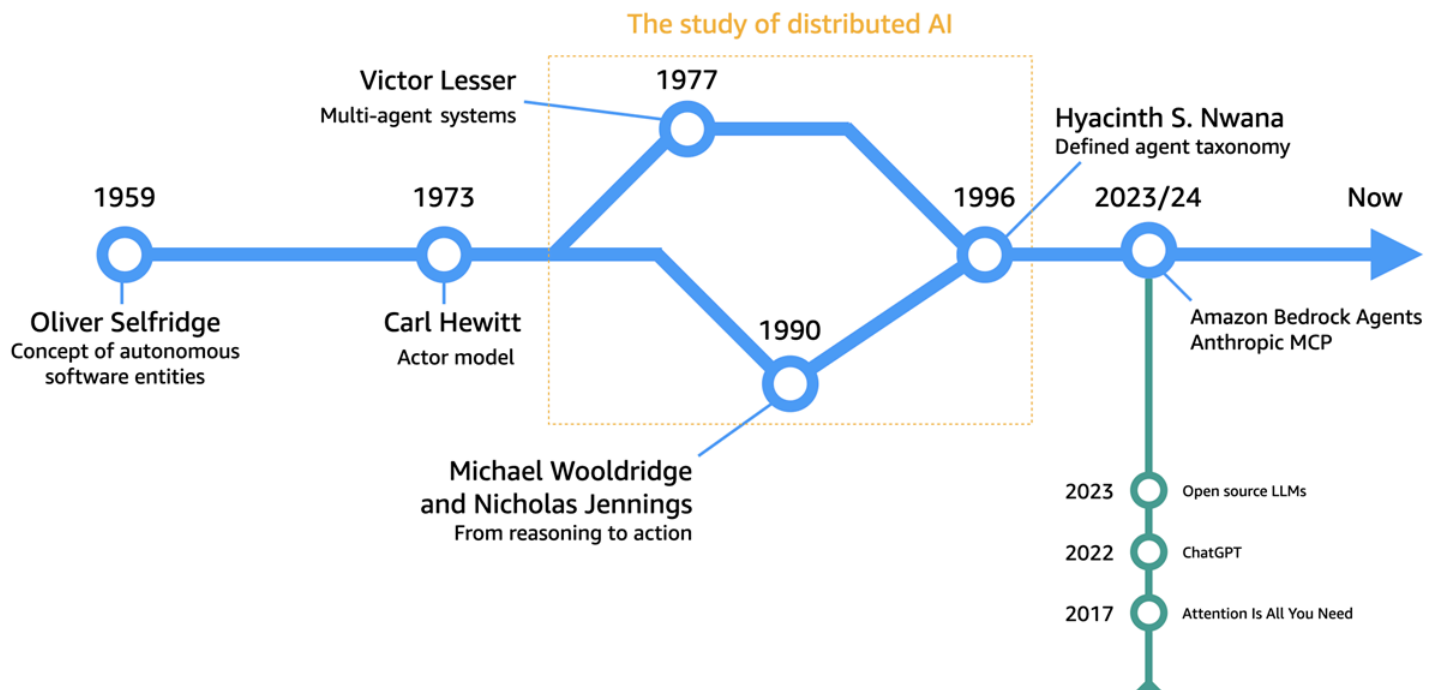 The study of distributed AI
Victor Lesser
Multi-agent systems
1977
Hyacinth S. Nwana
Defined agent taxonomy
1959
1973
1996
2023/24
Now
Oliver Selfridge
Concept of autonomous
software entities
Carl Hewitt
Actor model
1990
Amazon Bedrock Agents
Anthropic MCP
Michael Wooldridge
and Nicholas Jennings
From reasoning to action
2023 Open source LLMs
2022 ChatGPT
2017 Attention Is All You Need